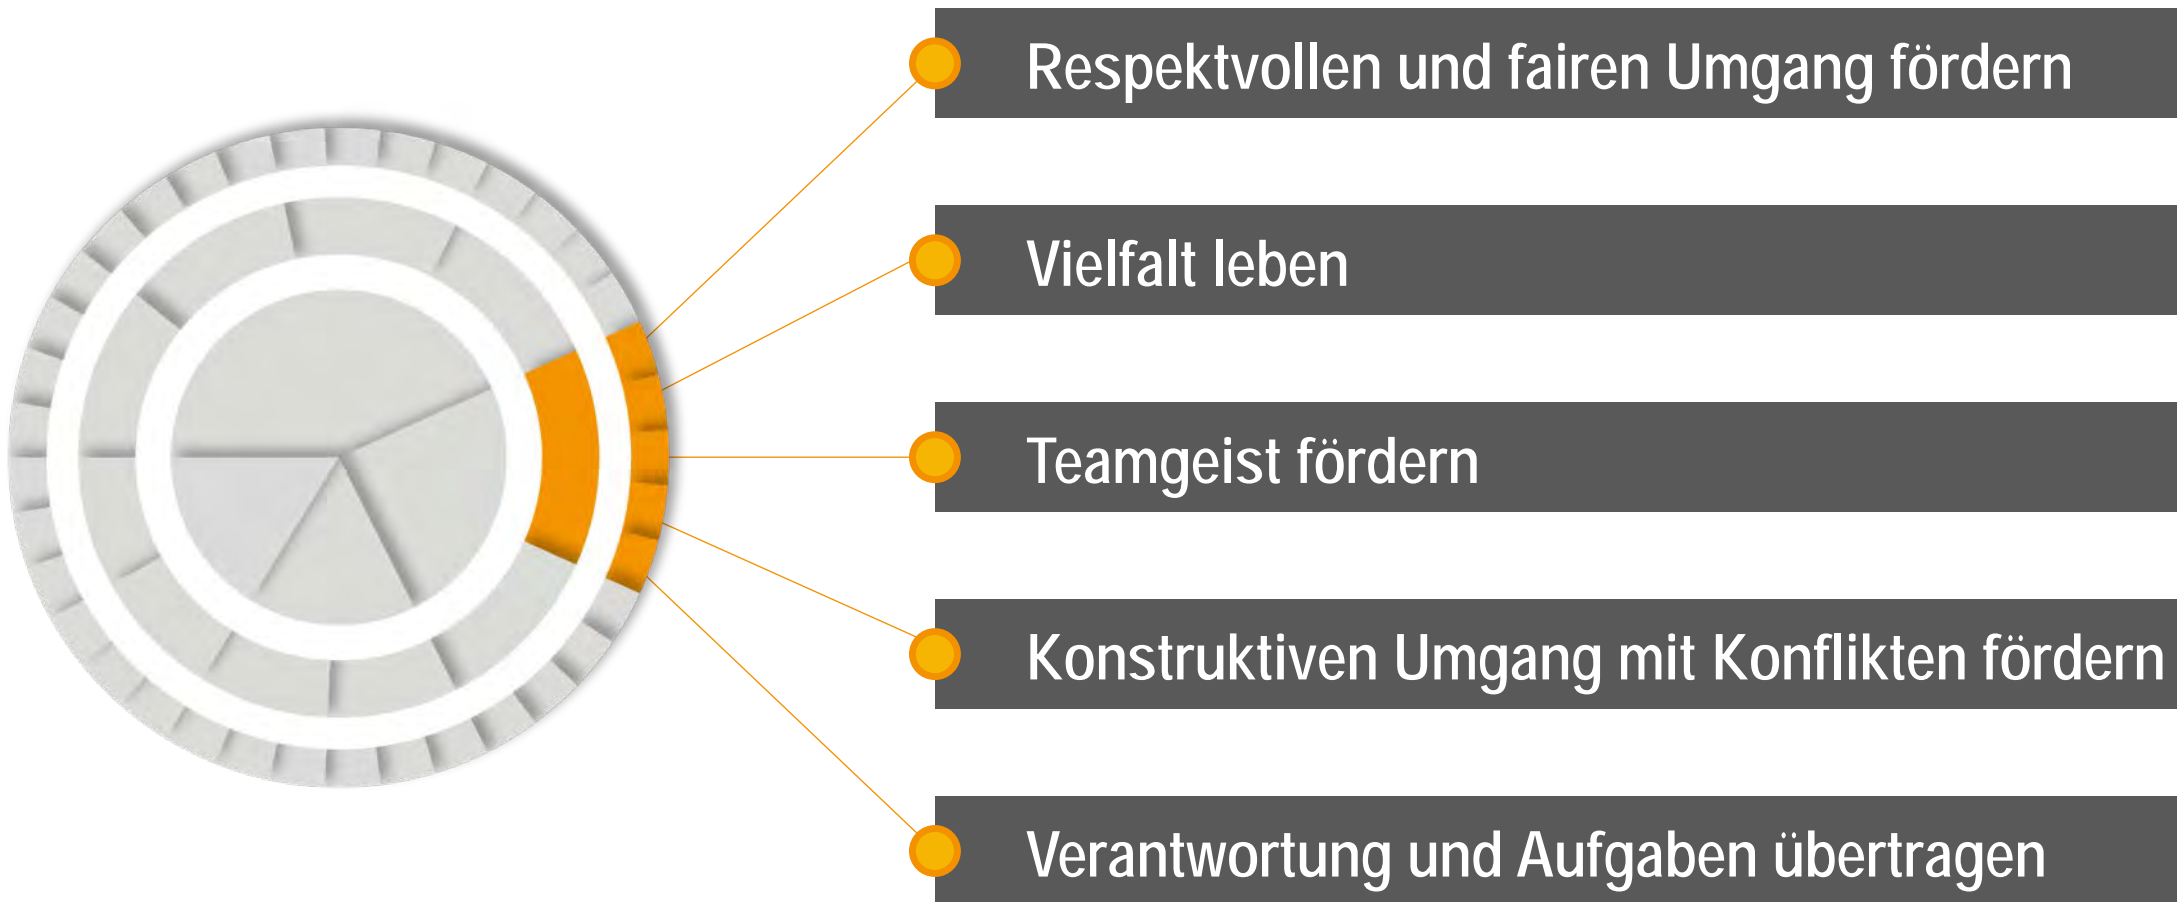 Respektvollen und fairen Umgang fördern
Vielfalt leben
Teamgeist fördern
Konstruktiven Umgang mit Konflikten fördern
Verantwortung und Aufgaben übertragen